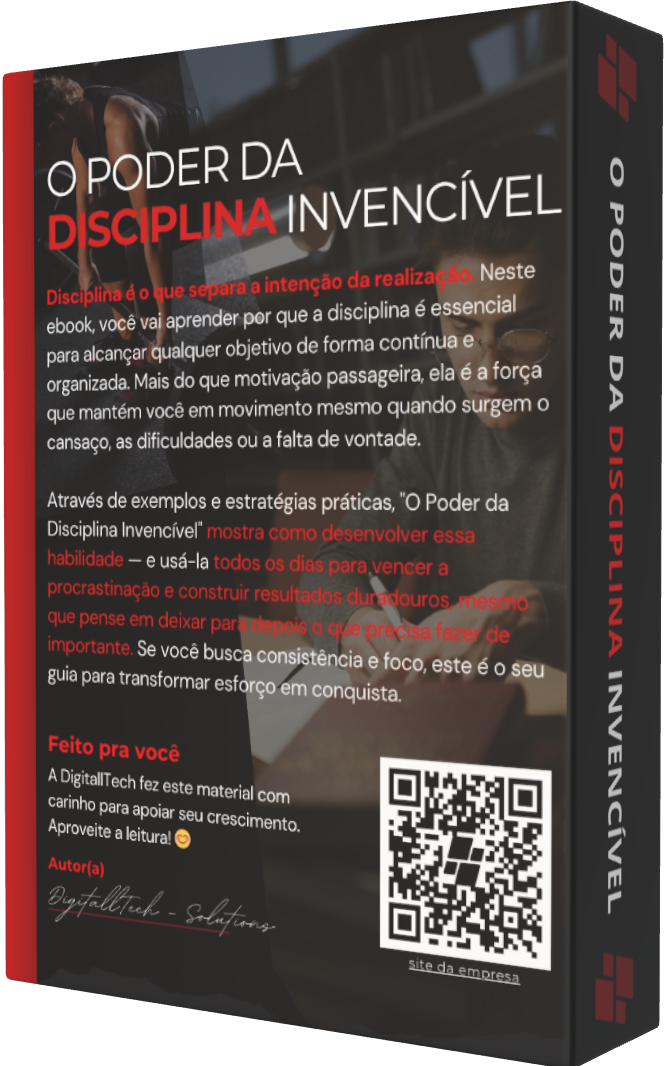 O PODER DA
DISCIPLINA INVENCÍVEL
Disciplina é o que separa a intenção da realização. Neste
ebook, você vai aprender por que a disciplina é essencial
para alcançar qualquer objetivo de forma contínua e
organizada. Mais do que motivação passageira, ela é a força
que mantém você em movimento mesmo quando surgem o
cansaço, as dificuldades ou a falta de vontade.
Através de exemplos e estratégias práticas, "O Poder da
Disciplina Invencível" mostra como desenvolver essa
habilidade — e usá-la todos os dias para vencer a
procrastinação e construir resultados duradouros, mesmo
que pense em deixar para depois o que precisa fazer de
importante. Se você busca consistência e foco, este é o seu
guia para transformar esforço em conquista.
Feito pra você
A DigitallTech fez este material com
carinho para apoiar seu crescimento.
Aproveite a leitura! 😊
Autor(a)
DigitallTech - Solutions
site da empresa
O PODER DA DISCIPLINA INVENCÍVEL